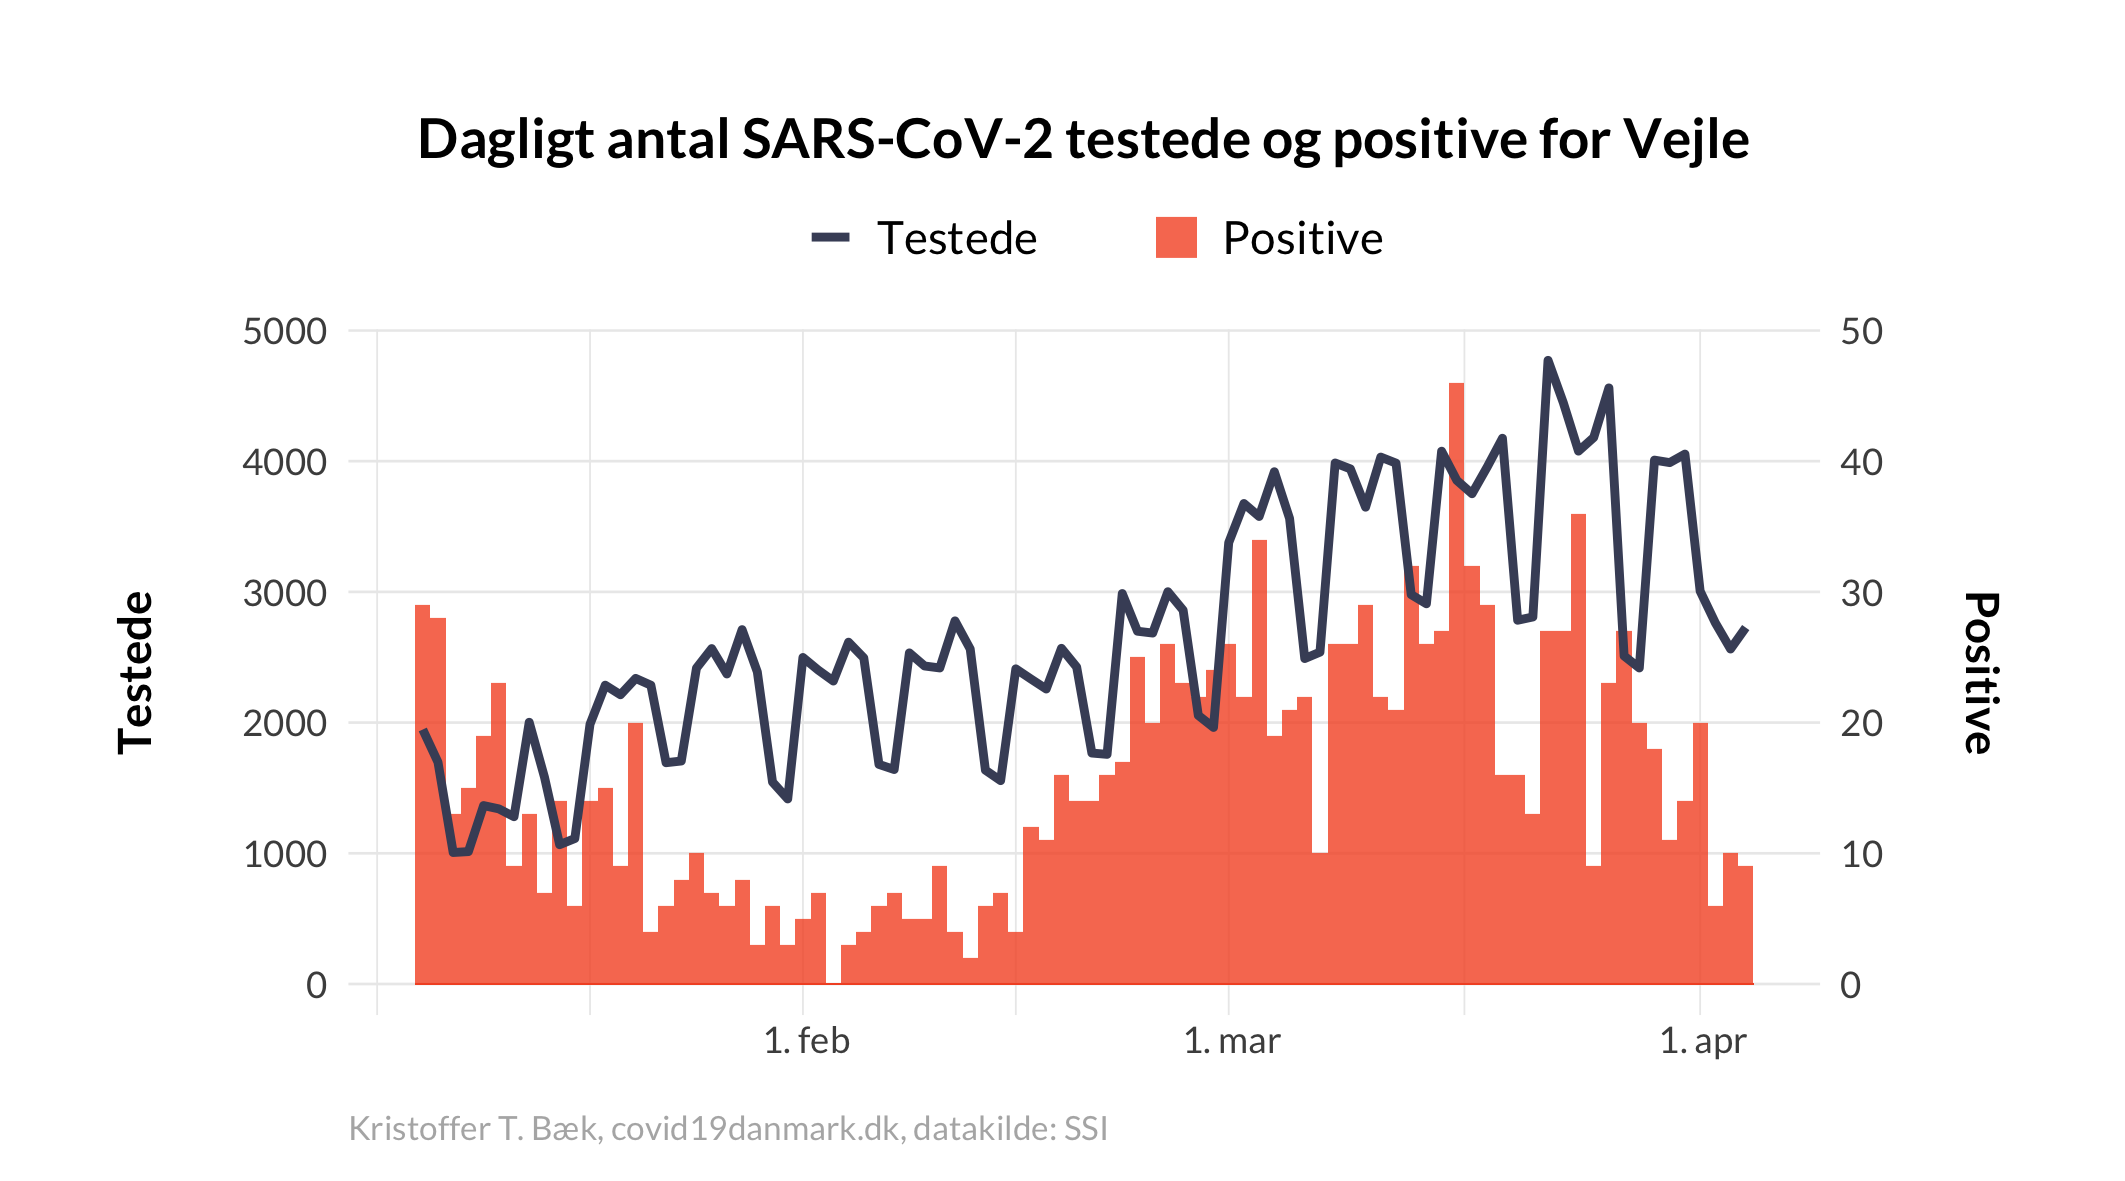 Dagligt antal SARS-CoV-2 testede og positive for Vejle
Testede Positive
5000 50
4000 40
3000 30
2000 20
1000 10
0 0
Testede
Positive
1. feb 1. mar 1. apr
Kristoffer T. Bæk, covid19danmark.dk, datakilde: SSI